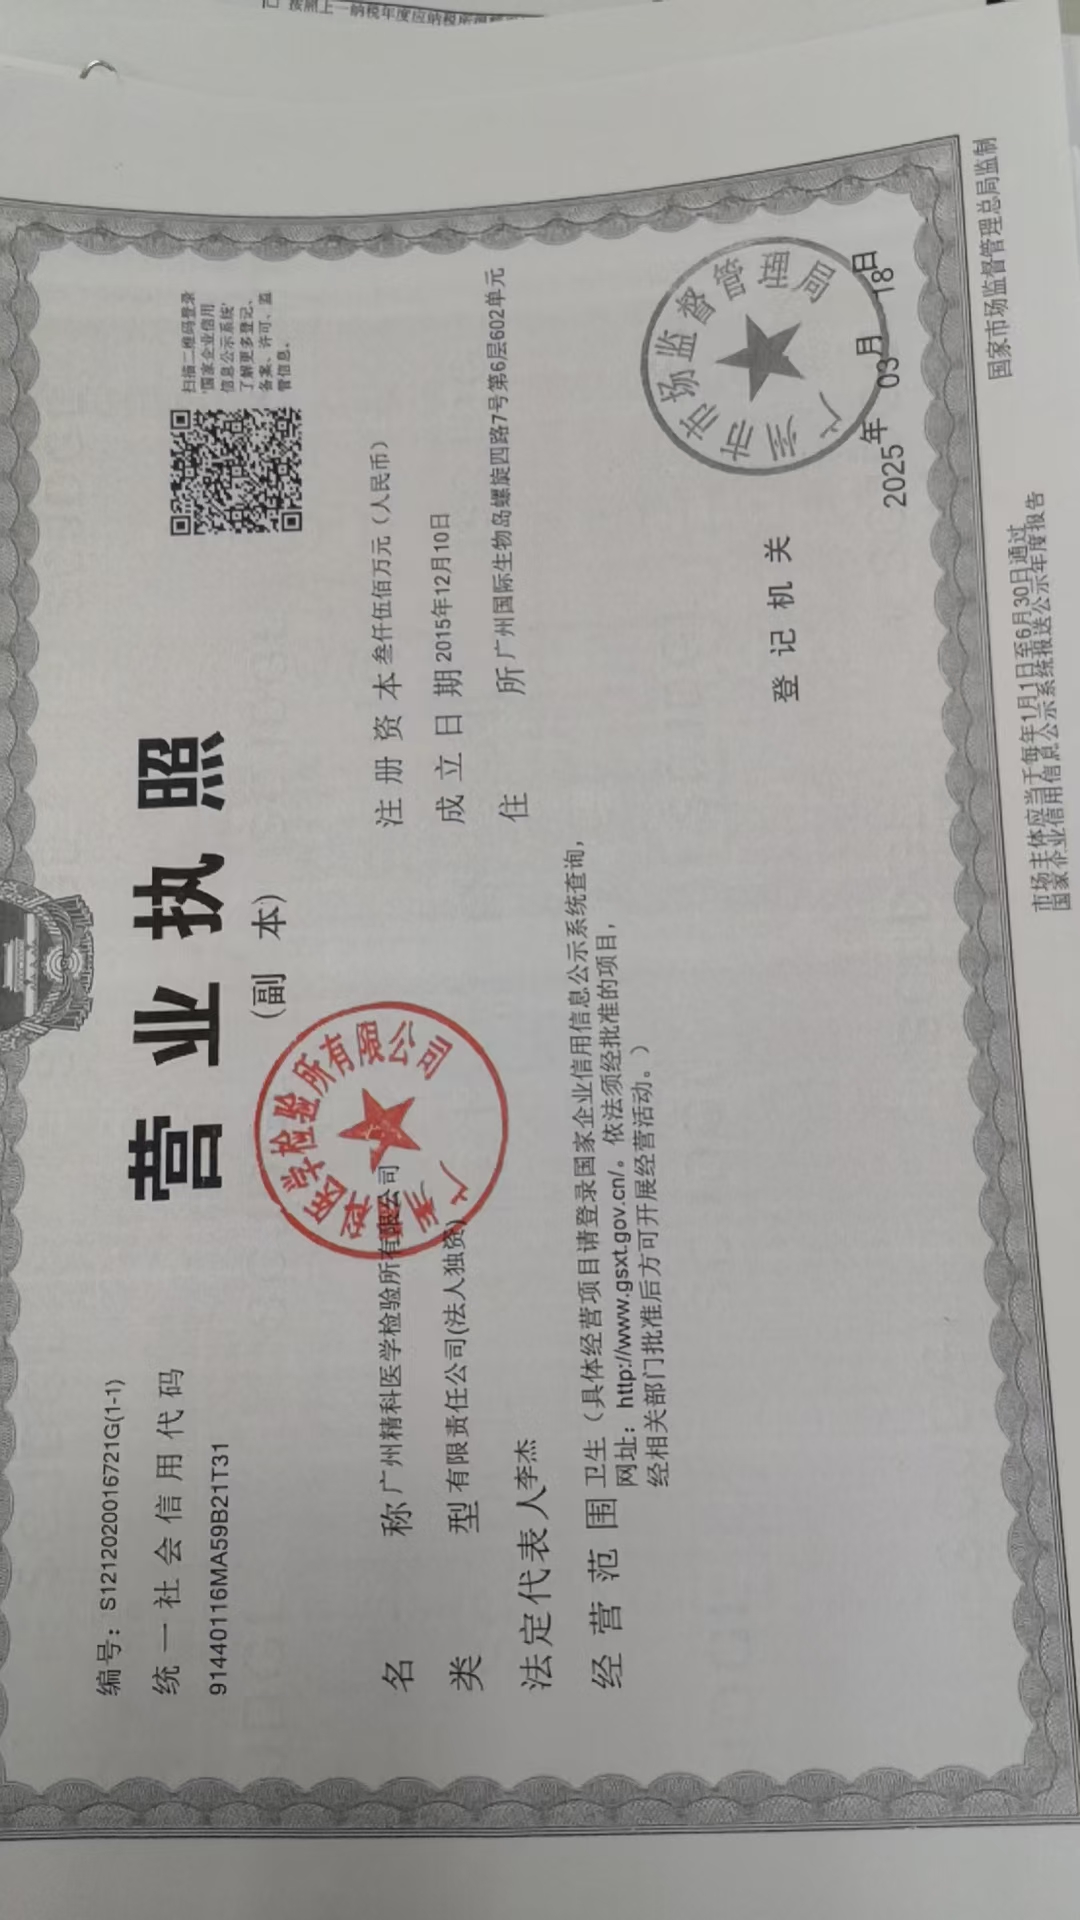 编号：S1212020016721G(1-1)
统一社会信用代码
91440116MA59B21T31
营业执照
（副 本）
扫描二维码登录
'国家企业信用
信息公示系统'
了解更多登记、
备案、许可、监
管信息。
名 称 广州精科医学检验所有限公司
类 型 有限责任公司(法人独资)
法定代表人 李杰
经营范围 卫生（具体经营项目请登录国家企业信用信息公示系统查询，
网址：http://www.gsxt.gov.cn/。依法须经批准的项目，
经相关部门批准后方可开展经营活动。）
广州精科医学检验所有限公司
注册资本 叁仟伍佰万元（人民币）
成立日期 2015年12月10日
住 所 广州国际生物岛螺旋四路7号第6层602单元
登记机关
广州市市场监督管理局
2025年 03月 18日
市场主体应当于每年1月1日至6月30日通过
国家企业信用信息公示系统报送公示年度报告
国家市场监督管理总局监制